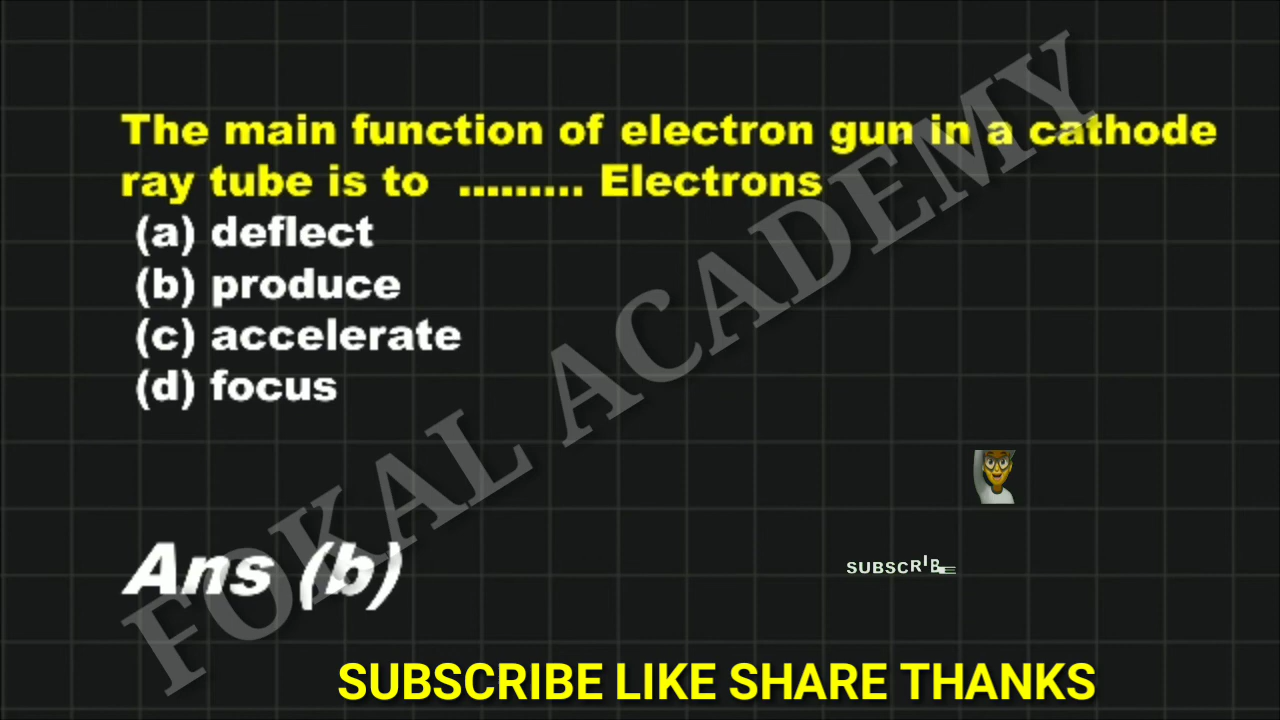 The main function of electron gun in a cathode
ray tube is to ......... Electrons
(a) deflect
(b) produce
(c) accelerate
(d) focus
FOKAL ACADEMY
SUBSCRIB
Ans (b)
SUBSCRIBE LIKE SHARE THANKS